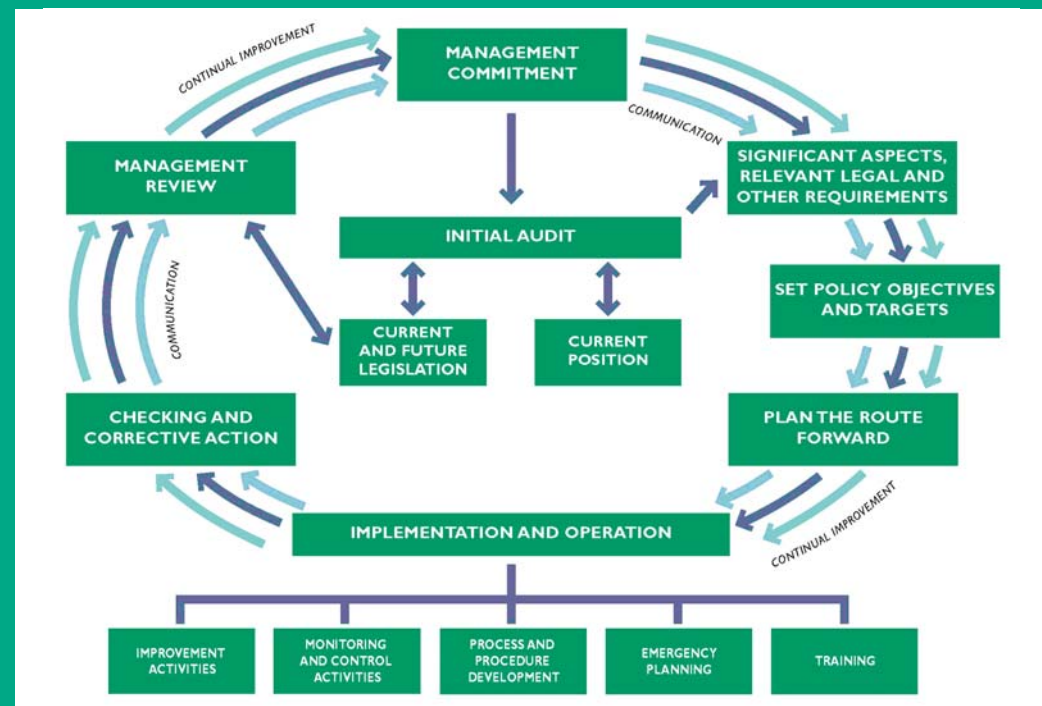 CONTINUAL IMPROVEMENT
MANAGEMENT
COMMITMENT
COMMUNICATION
MANAGEMENT
REVIEW
SIGNIFICANT ASPECTS,
RELEVANT LEGAL AND
OTHER REQUIREMENTS
INITIAL AUDIT
SET POLICY OBJECTIVES
AND TARGETS
COMMUNICATION
CURRENT
AND FUTURE
LEGISLATION
CURRENT
POSITION
CHECKING AND
CORRECTIVE ACTION
PLAN THE ROUTE
FORWARD
IMPLEMENTATION AND OPERATION
CONTINUAL IMPROVEMENT
IMPROVEMENT
ACTIVITIES
MONITORING
AND CONTROL
ACTIVITIES
PROCESS AND
PROCEDURE
DEVELOPMENT
EMERGENCY
PLANNING
TRAINING